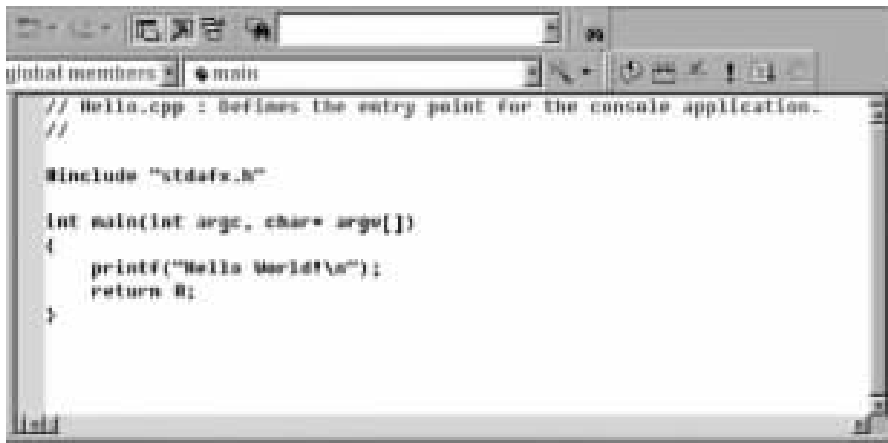 global members main
// Hello.cpp : Defines the entry point for the console application.
//
#include "stdafx.h"
int main(int argc, char* argv[])
{
printf("Hello World!\n");
return 0;
}